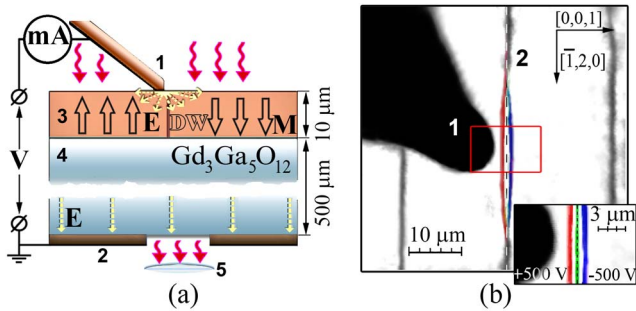 mA
1
3
E
DW
M
10 μm
V
4
Gd3Ga5O12
500 μm
E
2
5
(a)
[0,0,1]
2
[1̅,2,0]
1
10 μm
3 μm
+500 V
-500 V
(b)